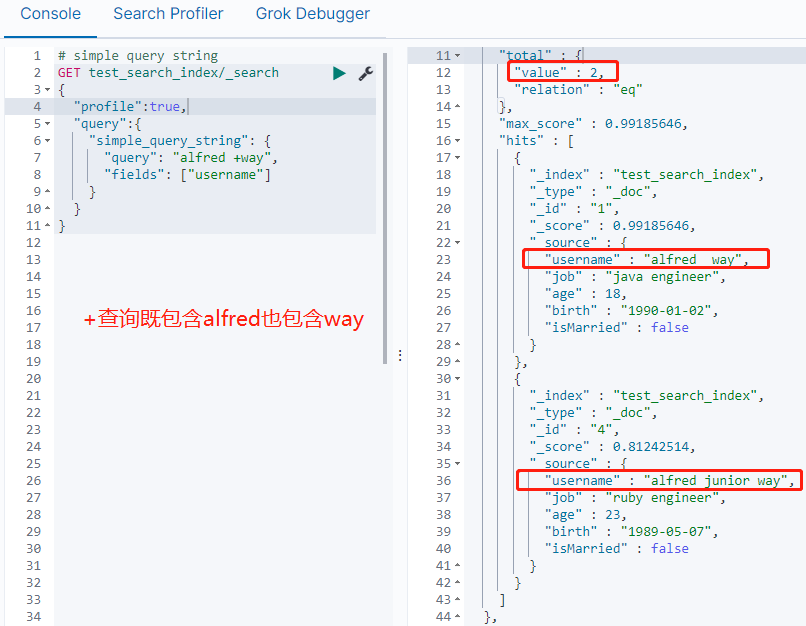 Console Search Profiler Grok Debugger
1 # simple query string
2 GET test_search_index/_search
3 {
4 "profile":true,
5 "query":{
6 "simple_query_string": {
7 "query": "alfred +way",
8 "fields": ["username"]
9 }
10 }
11 }
12
13
14
15
16
17
+查询既包含alfred也包含way
18
19
20
21
22
23
24
25
26
27
28
29
30
31
32
33
34
11 "total" : {
12 "value" : 2,
13 "relation" : "eq"
14 },
15 "max_score" : 0.99185646,
16 "hits" : [
17 {
18 "_index" : "test_search_index",
19 "_type" : "_doc",
20 "_id" : "1",
21 "_score" : 0.99185646,
22 "_source" : {
23 "username" : "alfred way",
24 "job" : "java engineer",
25 "age" : 18,
26 "birth" : "1990-01-02",
27 "isMarried" : false
28 }
29 },
30 {
31 "_index" : "test_search_index",
32 "_type" : "_doc",
33 "_id" : "4",
34 "_score" : 0.81242514,
35 "_source" : {
36 "username" : "alfred junior way",
37 "job" : "ruby engineer",
38 "age" : 23,
39 "birth" : "1989-05-07",
40 "isMarried" : false
41 }
42 }
43 ]
44 },